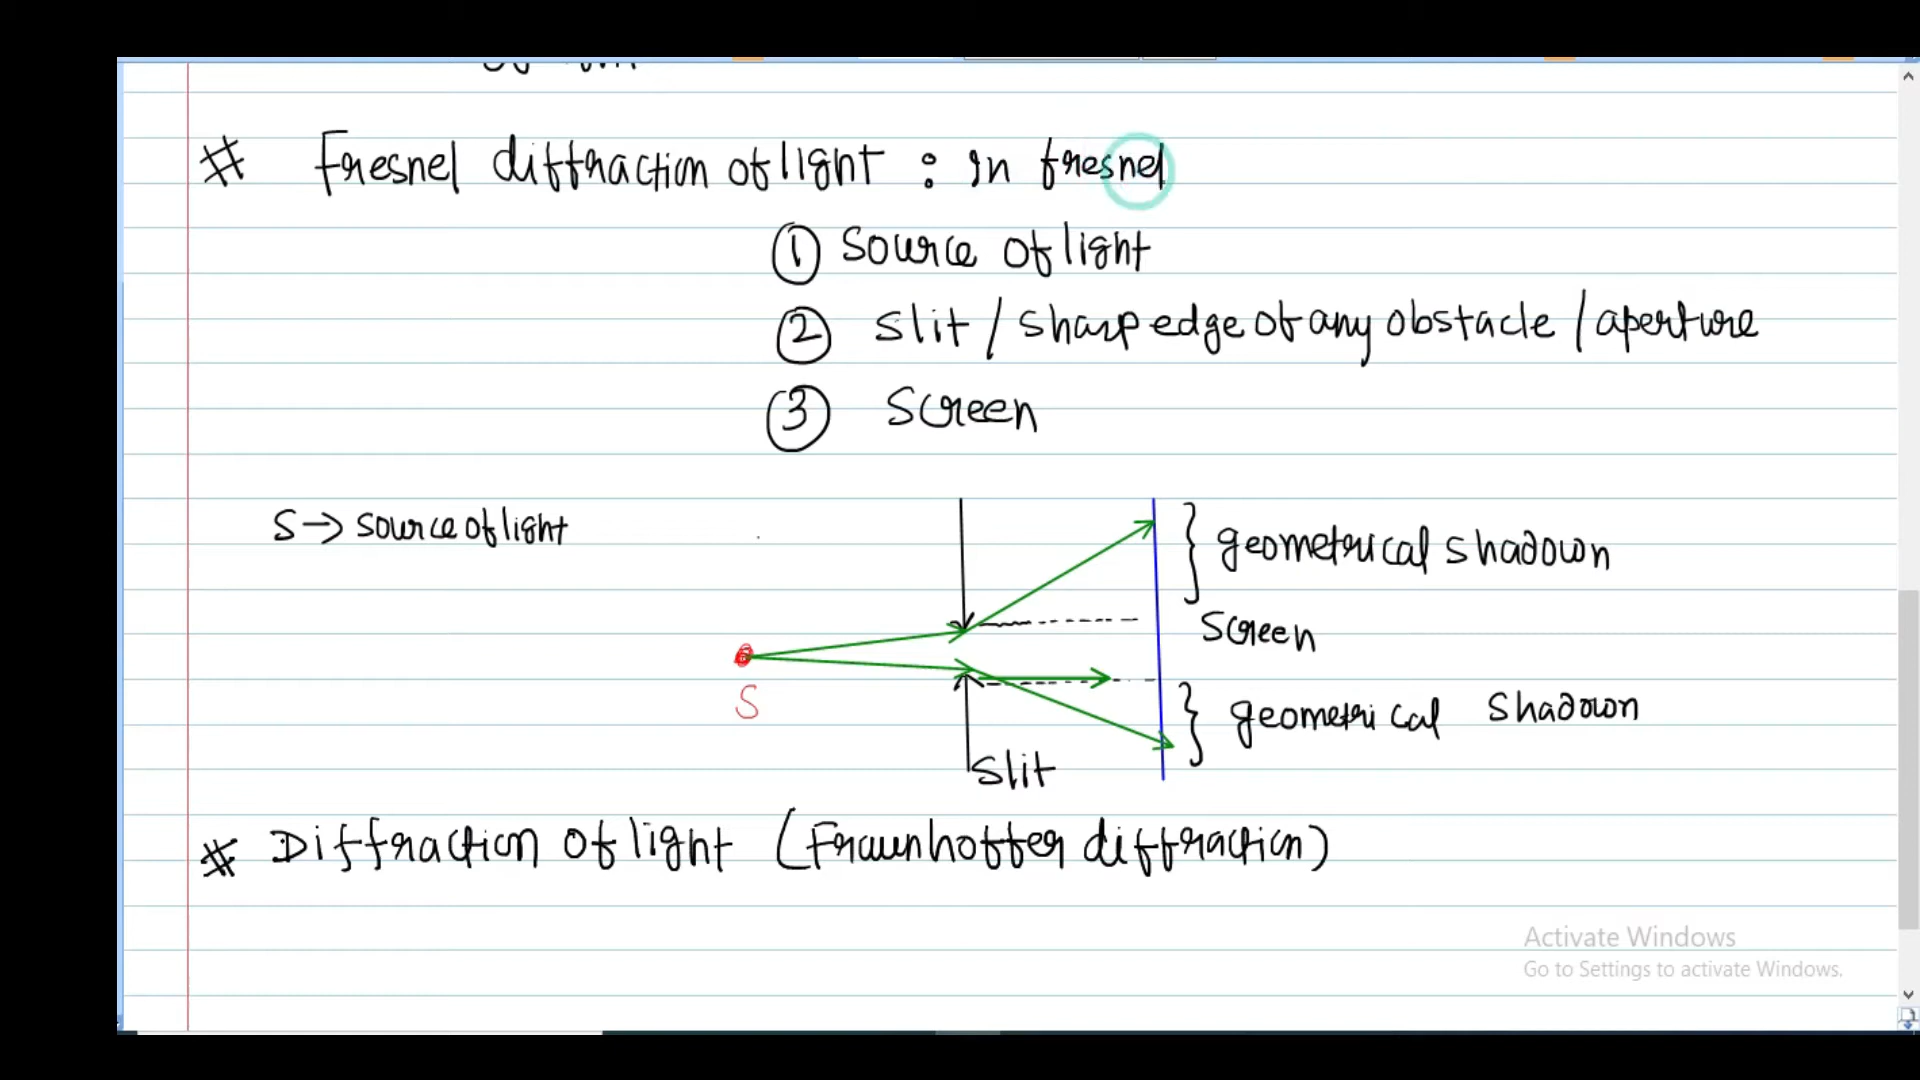 # Fresnel diffraction of light : in fresnel
① Source of light
② Slit / sharp edge of any obstacle / aperture
③ Screen
S → source of light
} geometrical shadown
Screen
S
} geometrical shadown
Slit
* Diffraction of light (Fraunhoffer diffraction)
Activate Windows
Go to Settings to activate Windows.